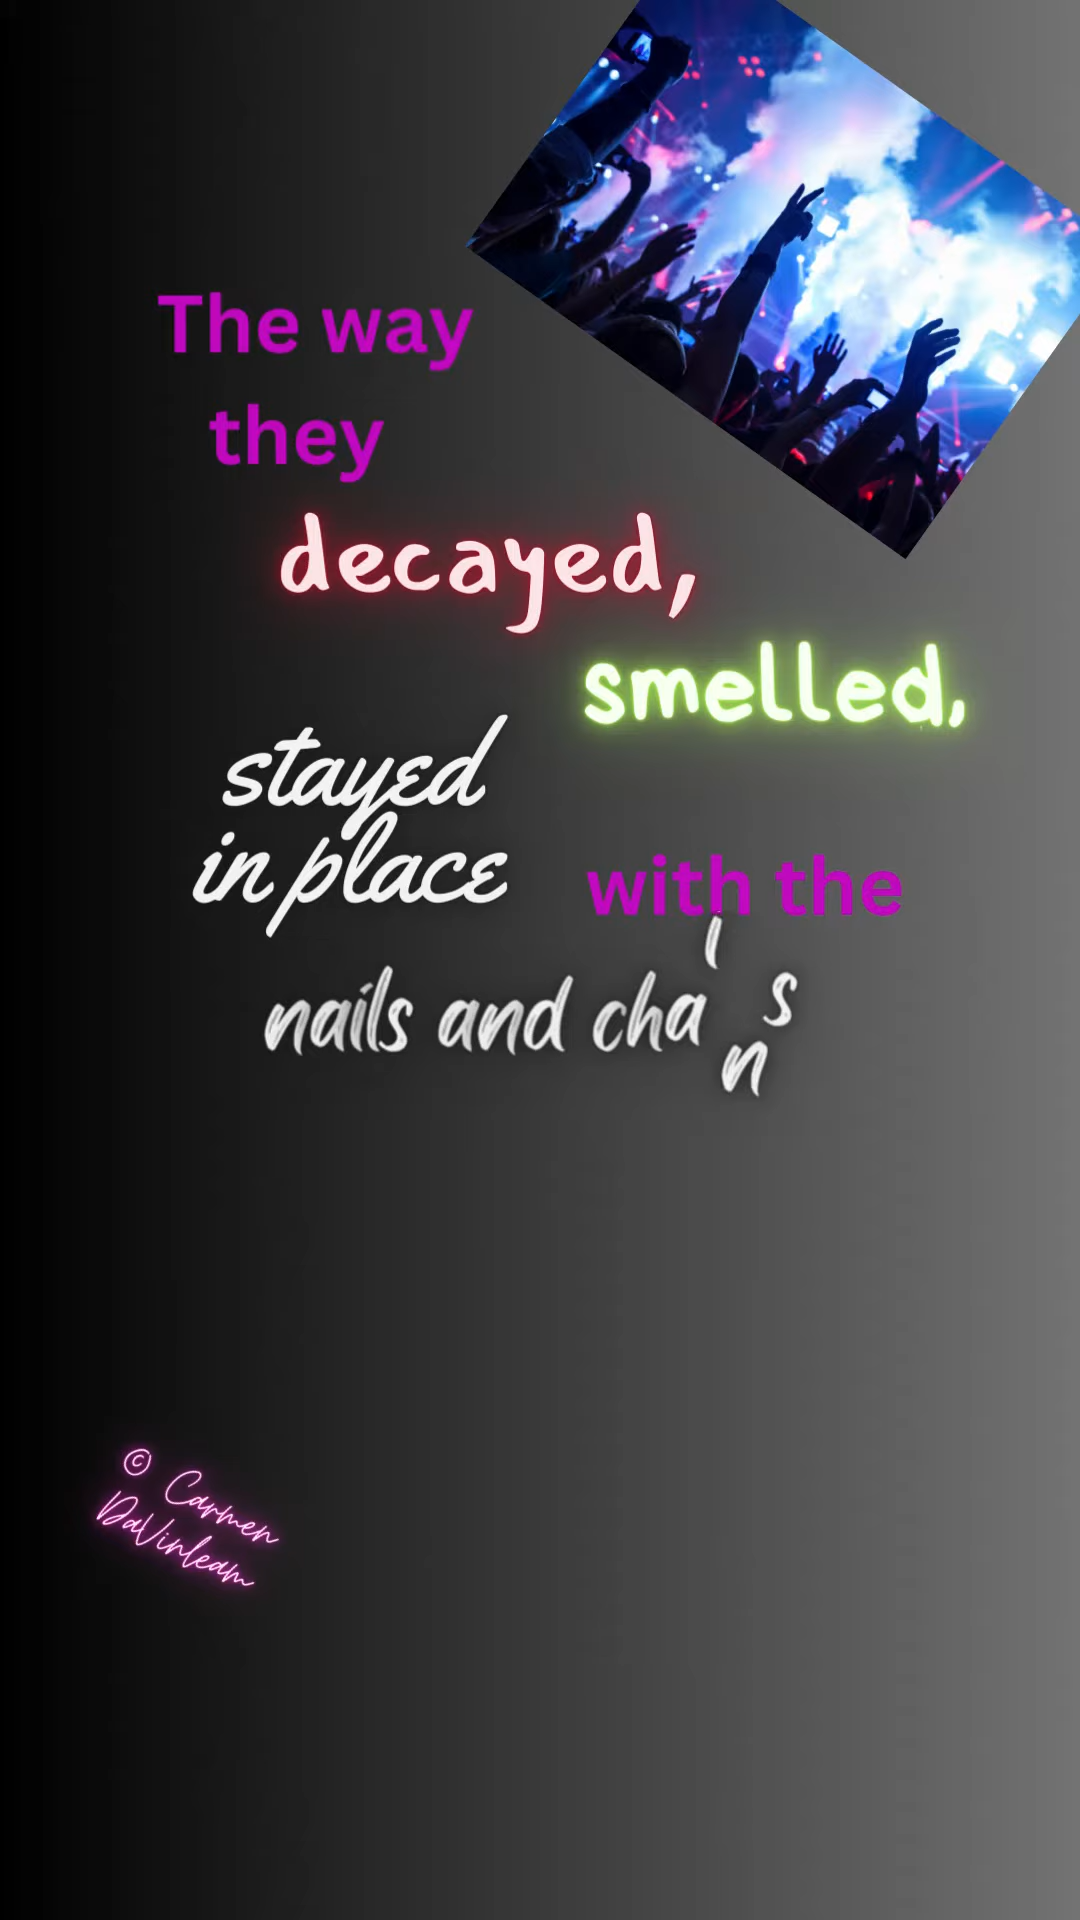 The way
they
decayed,
smelled,
stayed
in place
with the
nails and chains
© Carmen
DaVinleam